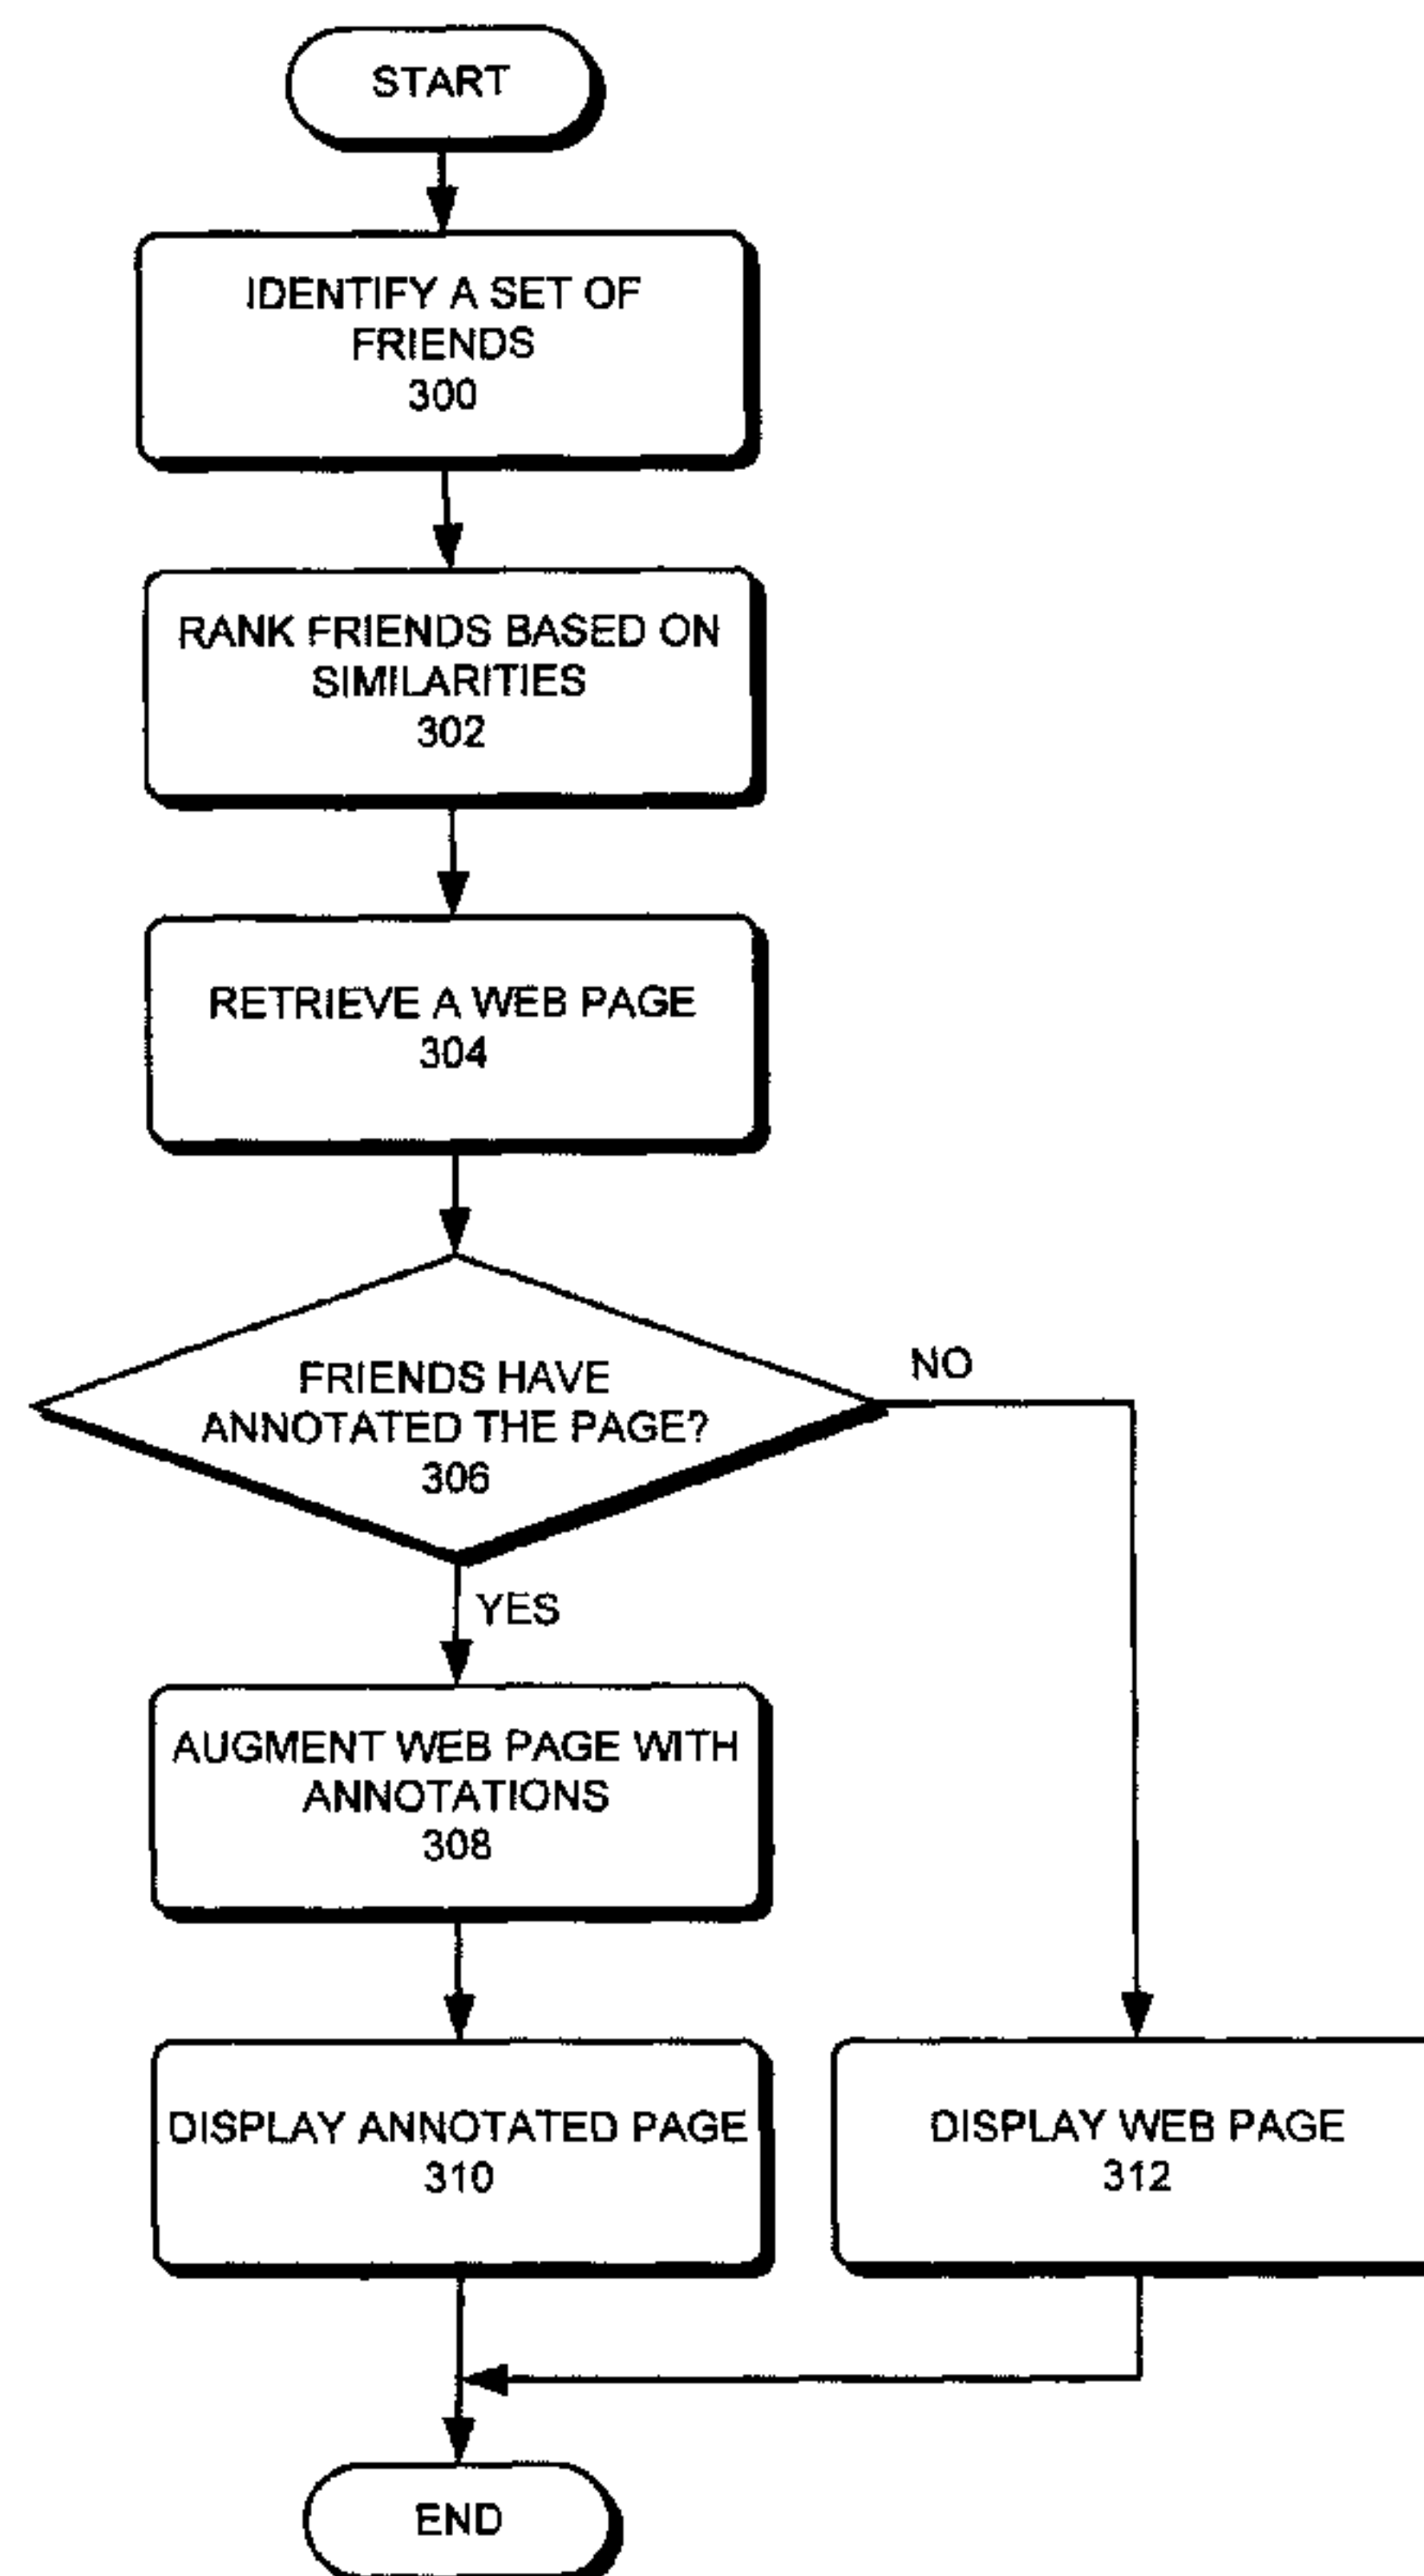 START
IDENTIFY A SET OF
FRIENDS
300
RANK FRIENDS BASED ON
SIMILARITIES
302
RETRIEVE A WEB PAGE
304
FRIENDS HAVE
ANNOTATED THE PAGE?
306
NO
YES
AUGMENT WEB PAGE WITH
ANNOTATIONS
308
DISPLAY ANNOTATED PAGE
310
DISPLAY WEB PAGE
312
END